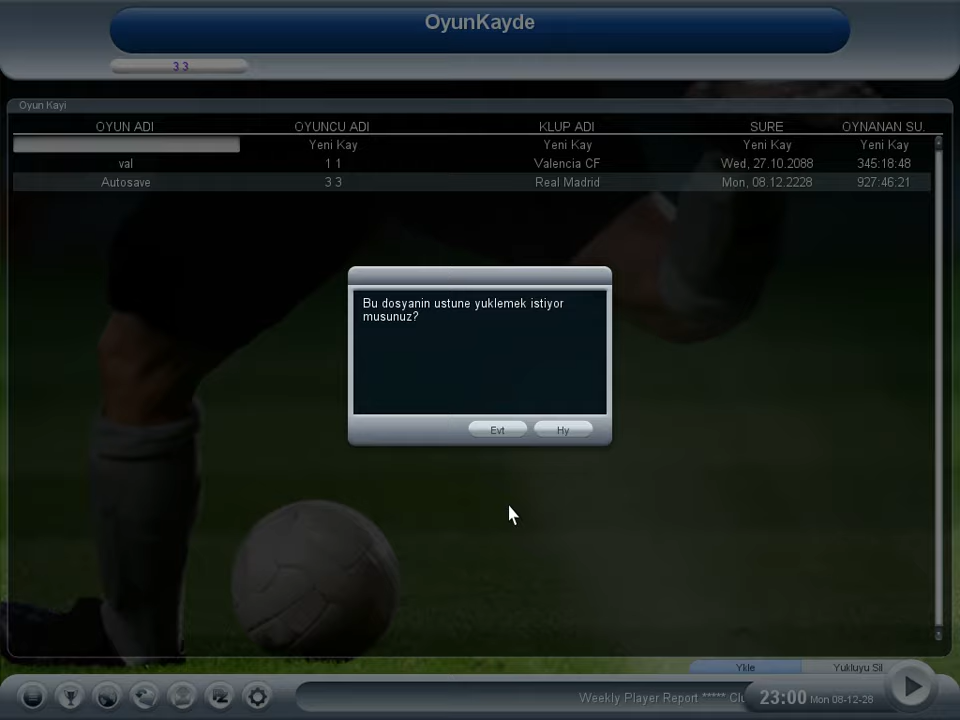 OyunKayde
3 3
Oyun Kayi
OYUN ADI OYUNCU ADI KLUP ADI SURE OYNANAN SU.
Yeni Kay Yeni Kay Yeni Kay Yeni Kay
val 1 1 Valencia CF Wed, 27.10.2088 345:18:48
Autosave 3 3 Real Madrid Mon, 08.12.2228 927:46:21
Bu dosyanin ustune yuklemek istiyor
musunuz?
Evt Hy
Ykle Yukluyu Sil
Weekly Player Report ***** Clu 23:00 Mon 08-12-28